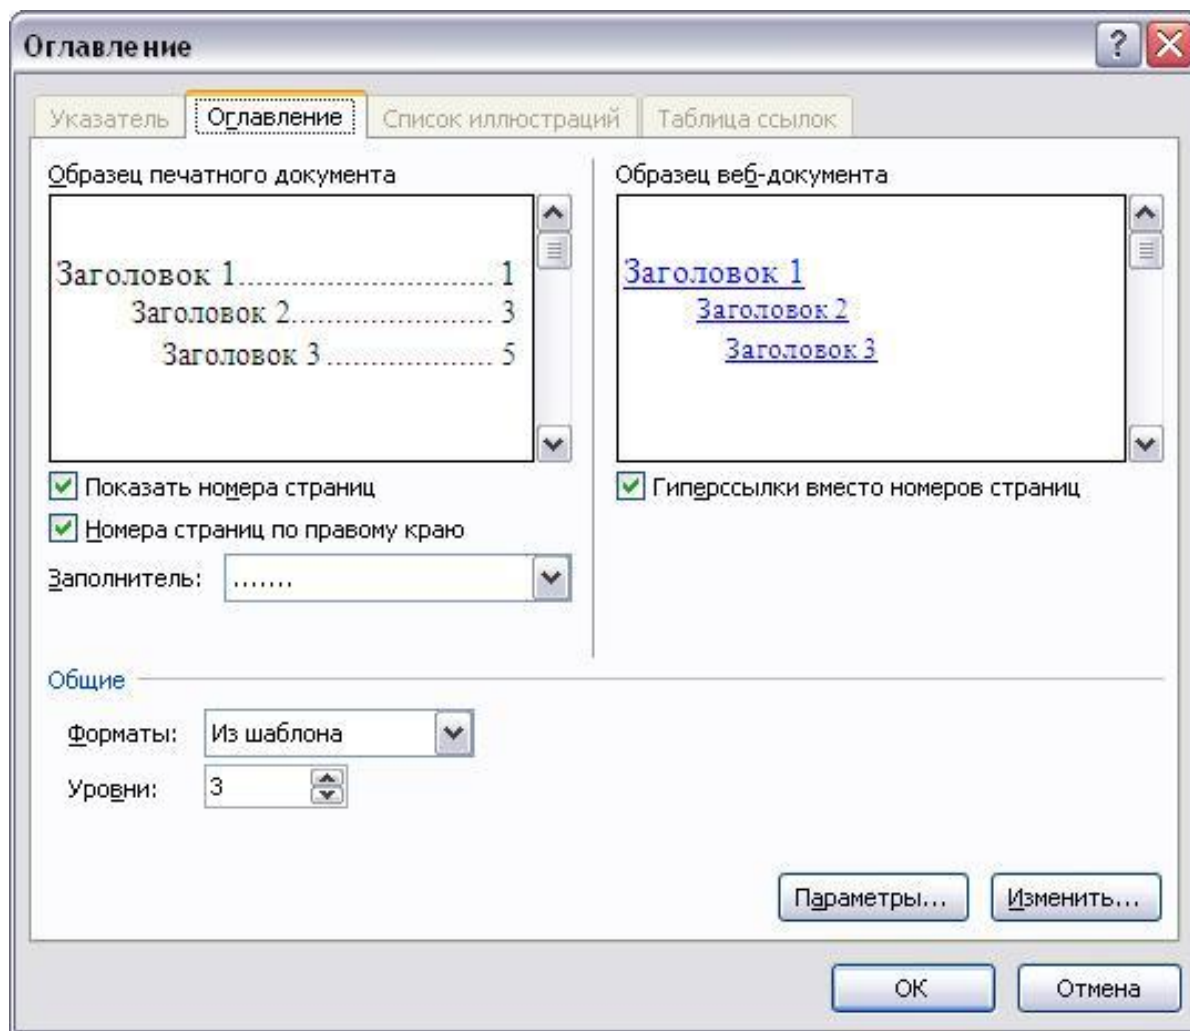 Оглавление
Указатель Оглавление Список иллюстраций Таблица ссылок
Образец печатного документа
Заголовок 1.......................... 1
Заголовок 2..................... 3
Заголовок 3................. 5
Показать номера страниц
Номера страниц по правому краю
Заполнитель: .......
Образец веб-документа
Заголовок 1
Заголовок 2
Заголовок 3
Гиперссылки вместо номеров страниц
Общие
Форматы: Из шаблона
Уровни: 3
Параметры... Изменить...
ОК Отмена